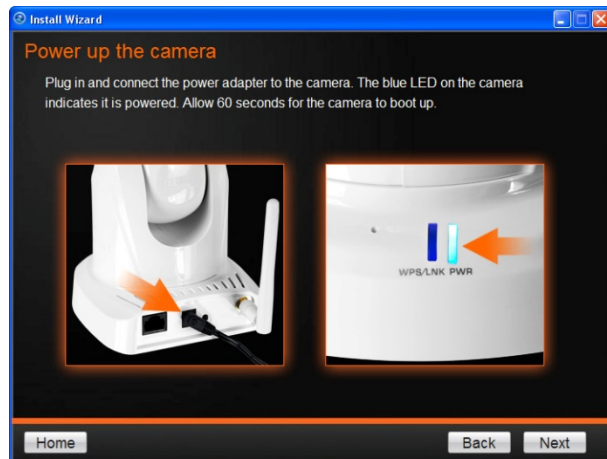 Install Wizard
Power up the camera
Plug in and connect the power adapter to the camera. The blue LED on the camera
indicates it is powered. Allow 60 seconds for the camera to boot up.
WPS/LNK PWR
Home
Back
Next